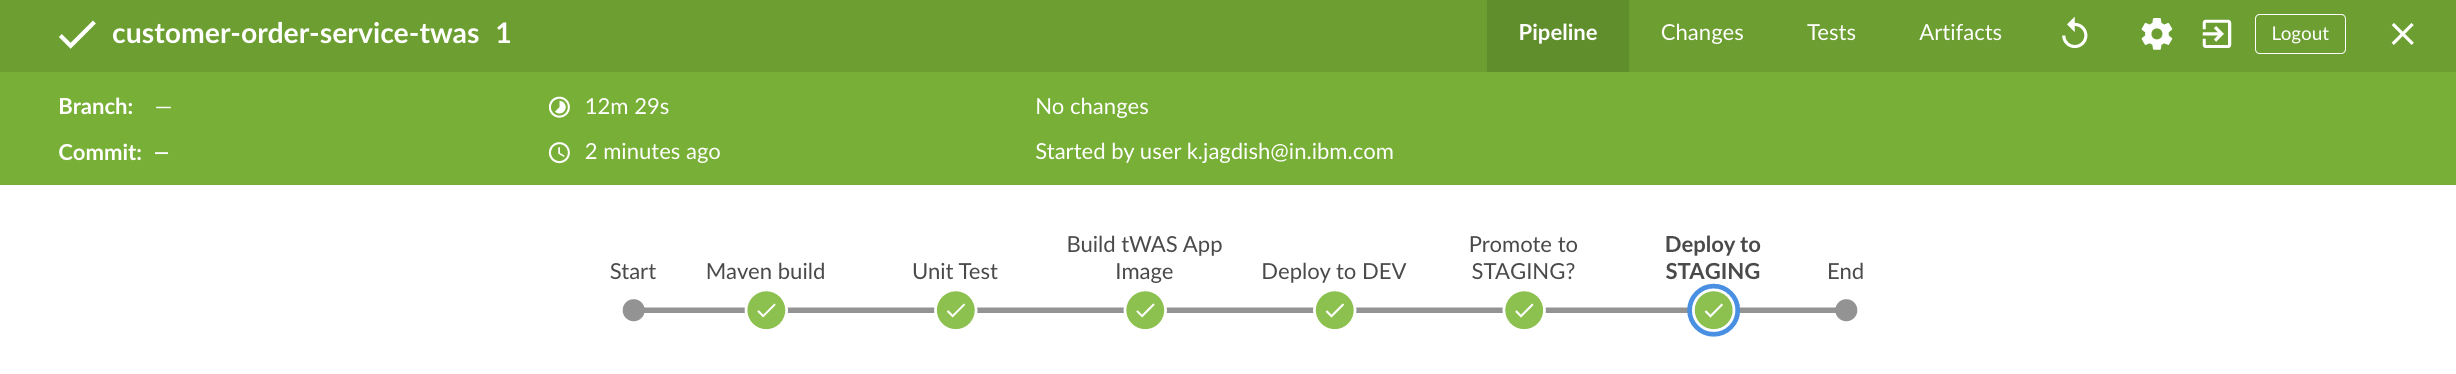 customer-order-service-twas 1
Pipeline
Changes
Tests
Artifacts
Logout
Branch: —
12m 29s
No changes
Commit: —
2 minutes ago
Started by user k.jagdish@in.ibm.com
Start
Maven build
Unit Test
Build tWAS App
Image
Deploy to DEV
Promote to
STAGING?
Deploy to
STAGING
End